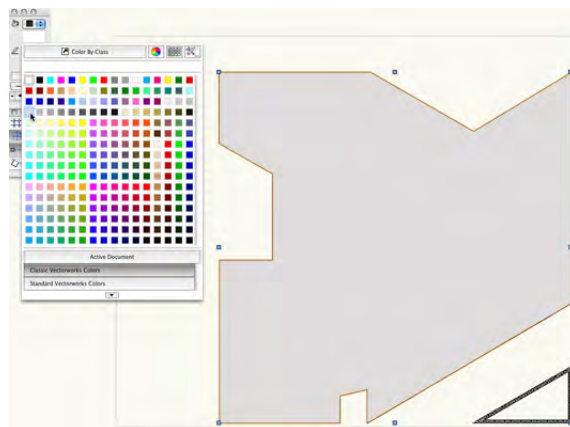 Color By Class
Active Document
Classic Vectorworks Colors
Standard Vectorworks Colors